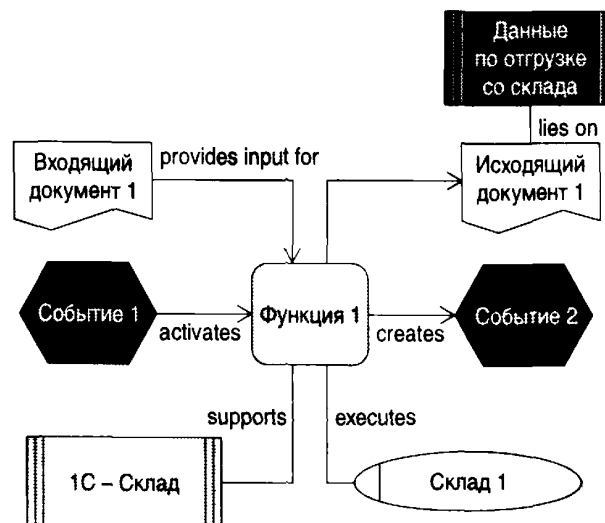 Данные
по отгрузке
со склада
lies on
Входящий
документ 1
provides input for
Исходящий
документ 1
Событие 1
activates
Функция 1
creates
Событие 2
supports
executes
1С – Склад
Склад 1